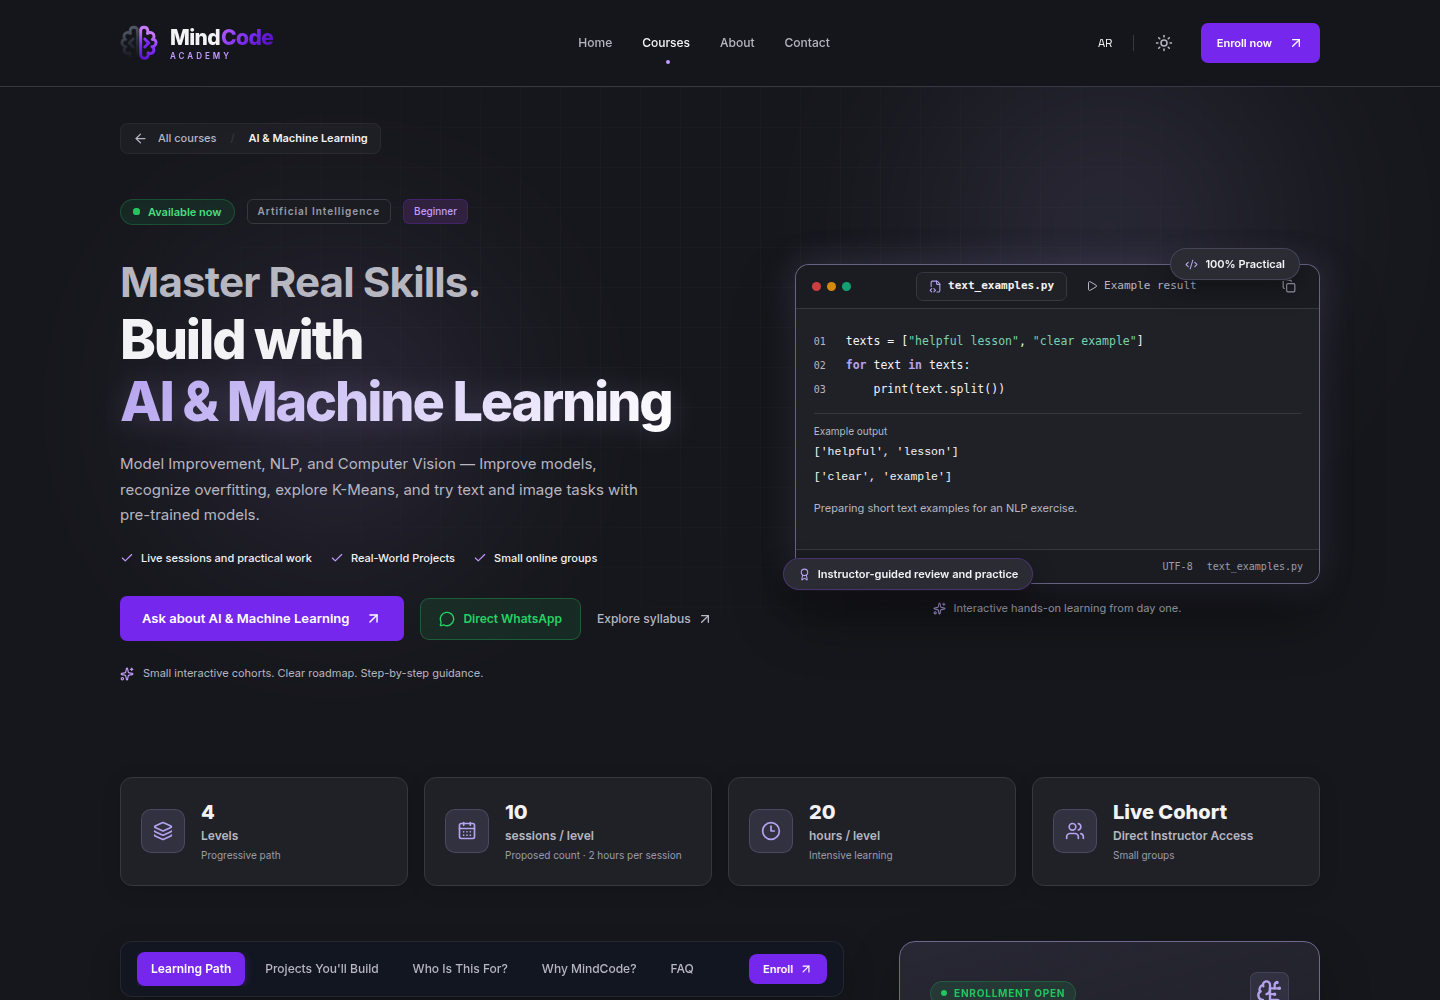 MindCode
ACADEMY
Home
Courses
About
Contact
AR
Enroll now
All courses / AI & Machine Learning
Available now
Artificial Intelligence
Beginner
Master Real Skills.
Build with
AI & Machine Learning
Model Improvement, NLP, and Computer Vision — Improve models,
recognize overfitting, explore K-Means, and try text and image tasks with
pre-trained models.
Live sessions and practical work
Real-World Projects
Small online groups
Ask about AI & Machine Learning
Direct WhatsApp
Explore syllabus
Small interactive cohorts. Clear roadmap. Step-by-step guidance.
100% Practical
text_examples.py
Example result
01 texts = ["helpful lesson", "clear example"]
02 for text in texts:
03 print(text.split())
Example output
['helpful', 'lesson']
['clear', 'example']
Preparing short text examples for an NLP exercise.
Instructor-guided review and practice
UTF-8 text_examples.py
Interactive hands-on learning from day one.
4
Levels
Progressive path
10
sessions / level
Proposed count · 2 hours per session
20
hours / level
Intensive learning
Live Cohort
Direct Instructor Access
Small groups
Learning Path
Projects You'll Build
Who Is This For?
Why MindCode?
FAQ
Enroll
ENROLLMENT OPEN